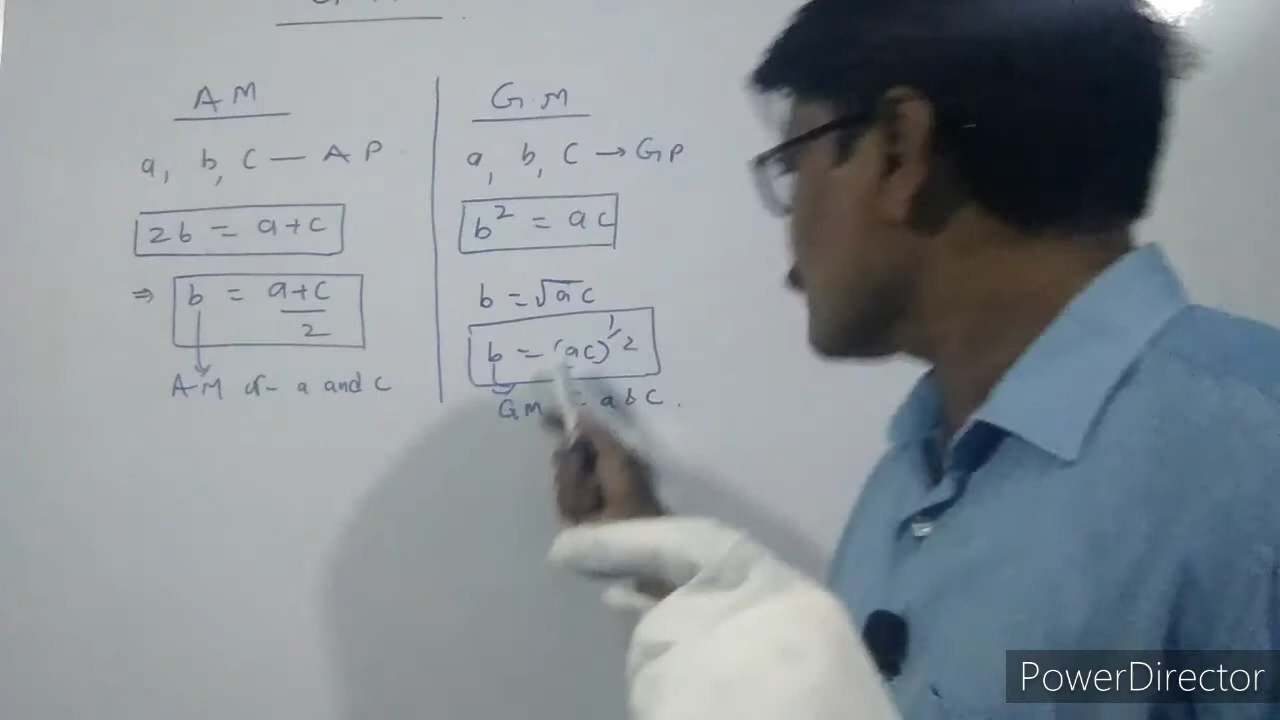 AM
a, b, c — AP
2b = a+c
⇒ b = a+c/2
AM of a and c
G.M
a, b, c → GP
b² = ac
b = √ac
b = (ac)^1/2
GM = a b c.
PowerDirector